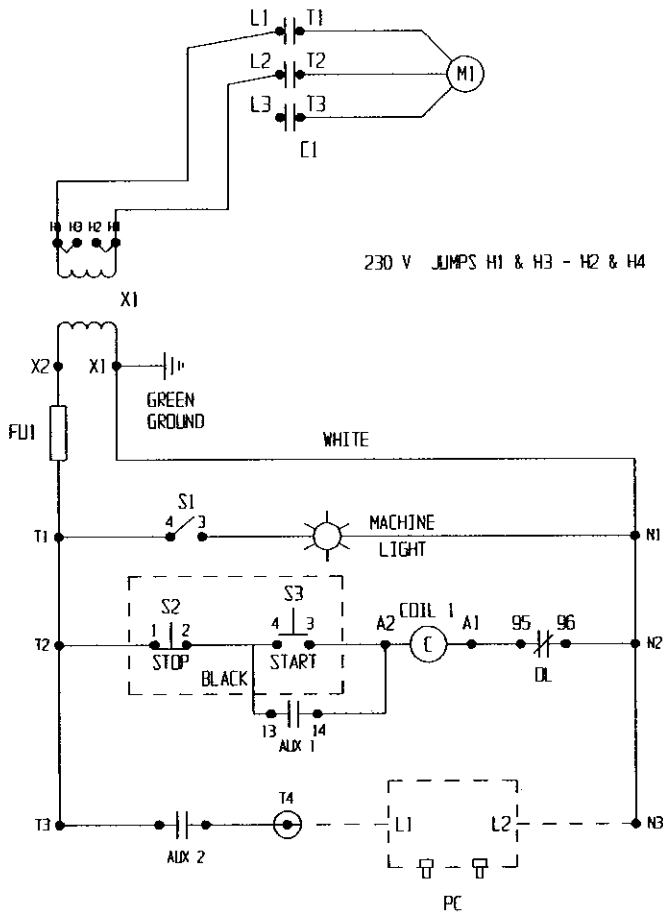 L1 T1
L2 T2 M1
L3 T3
C1
H1 H3 H2 H4
230 V JUMPS H1 & H3 - H2 & H4
X1
X2 X1
GREEN
GROUND
FU1
WHITE
S1
T1 4 3 MACHINE N1
LIGHT
S3
S2 COIL 1
T2 1 2 4 3 A2 C A1 95 96 N2
STOP START OL
BLACK
13 14
AUX 1
T4
T3 L1 L2 N3
AUX 2
PC